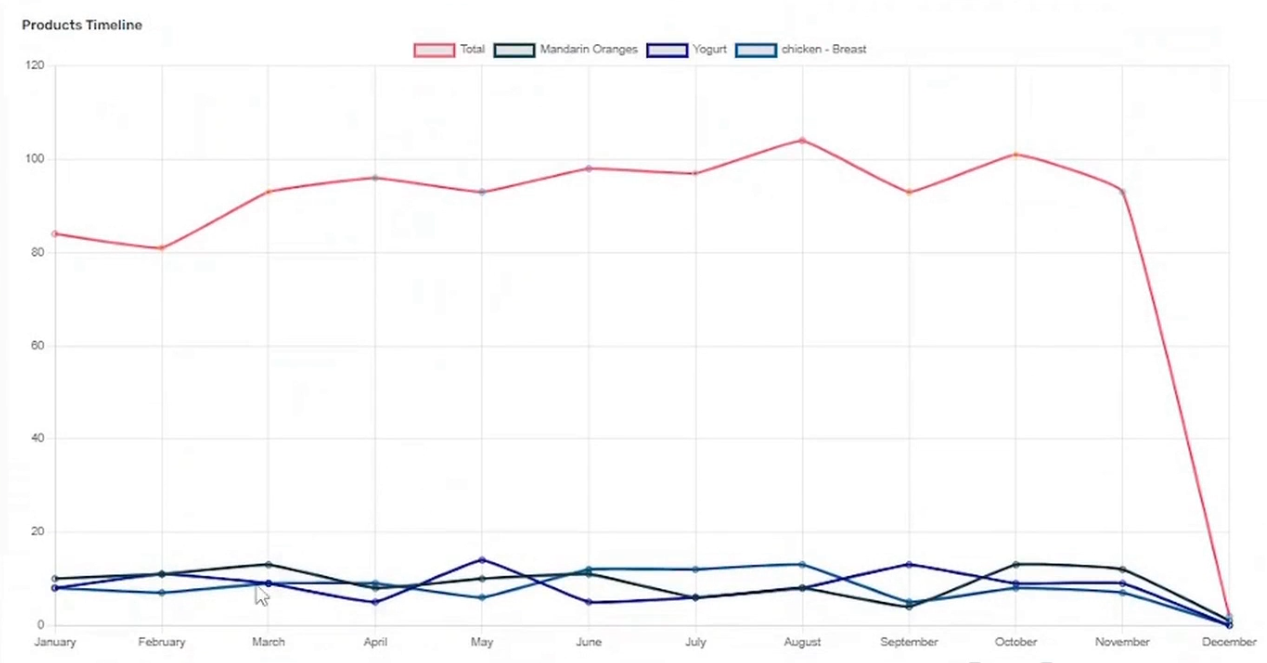 Products Timeline
Total Mandarin Oranges Yogurt chicken - Breast
120
100
80
60
40
20
0
January February March April May June July August September October November December